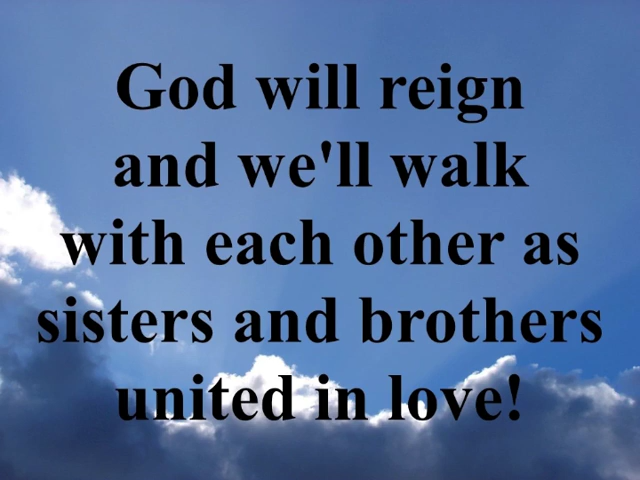 God will reign
and we'll walk
with each other as
sisters and brothers
united in love!